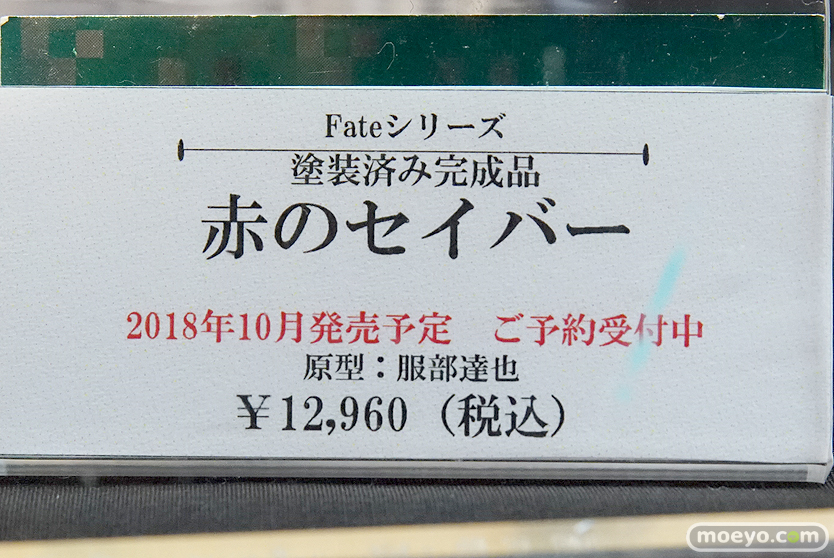 Fateシリーズ
塗装済み完成品
赤のセイバー
2018年10月発売予定　ご予約受付中
原型：服部達也
￥12,960（税込）
moeyo.com